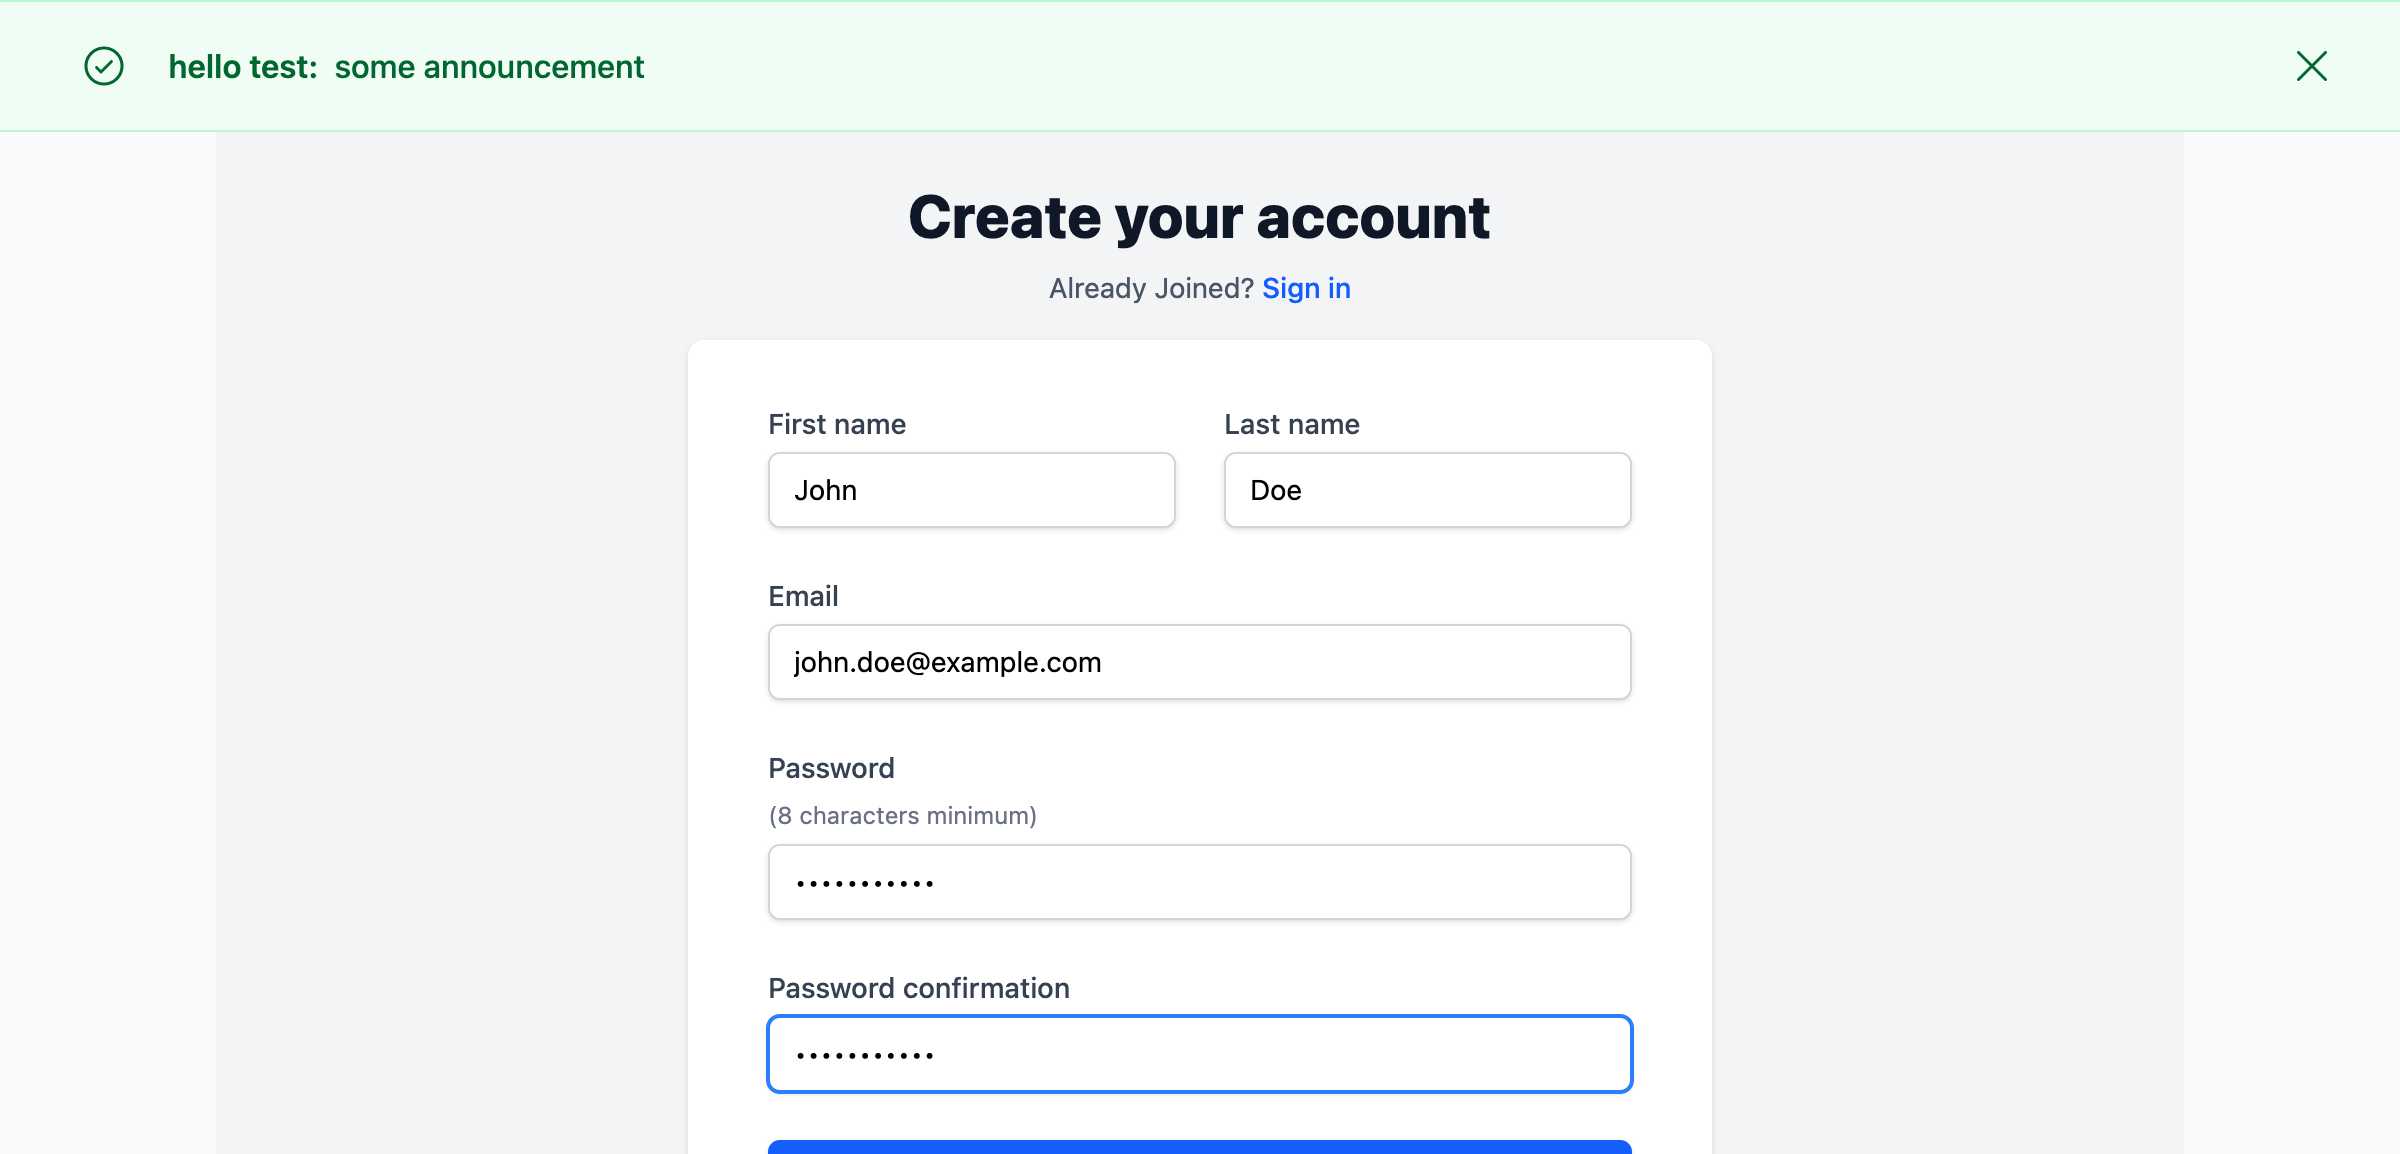 hello test: some announcement
Create your account
Already Joined? Sign in
First name
Last name
John
Doe
Email
john.doe@example.com
Password
(8 characters minimum)
•••••••••••
Password confirmation
•••••••••••